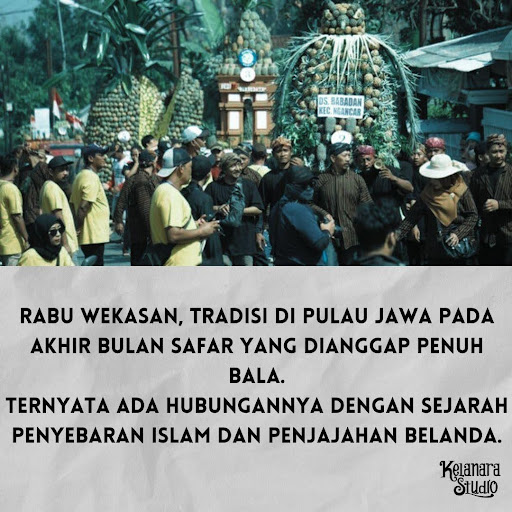 DS. BABADAN
KEC. NGANCAR
RABU WEKASAN, TRADISI DI PULAU JAWA PADA
AKHIR BULAN SAFAR YANG DIANGGAP PENUH
BALA.
TERNYATA ADA HUBUNGANNYA DENGAN SEJARAH
PENYEBARAN ISLAM DAN PENJAJAHAN BELANDA.
Kelanara
Studio